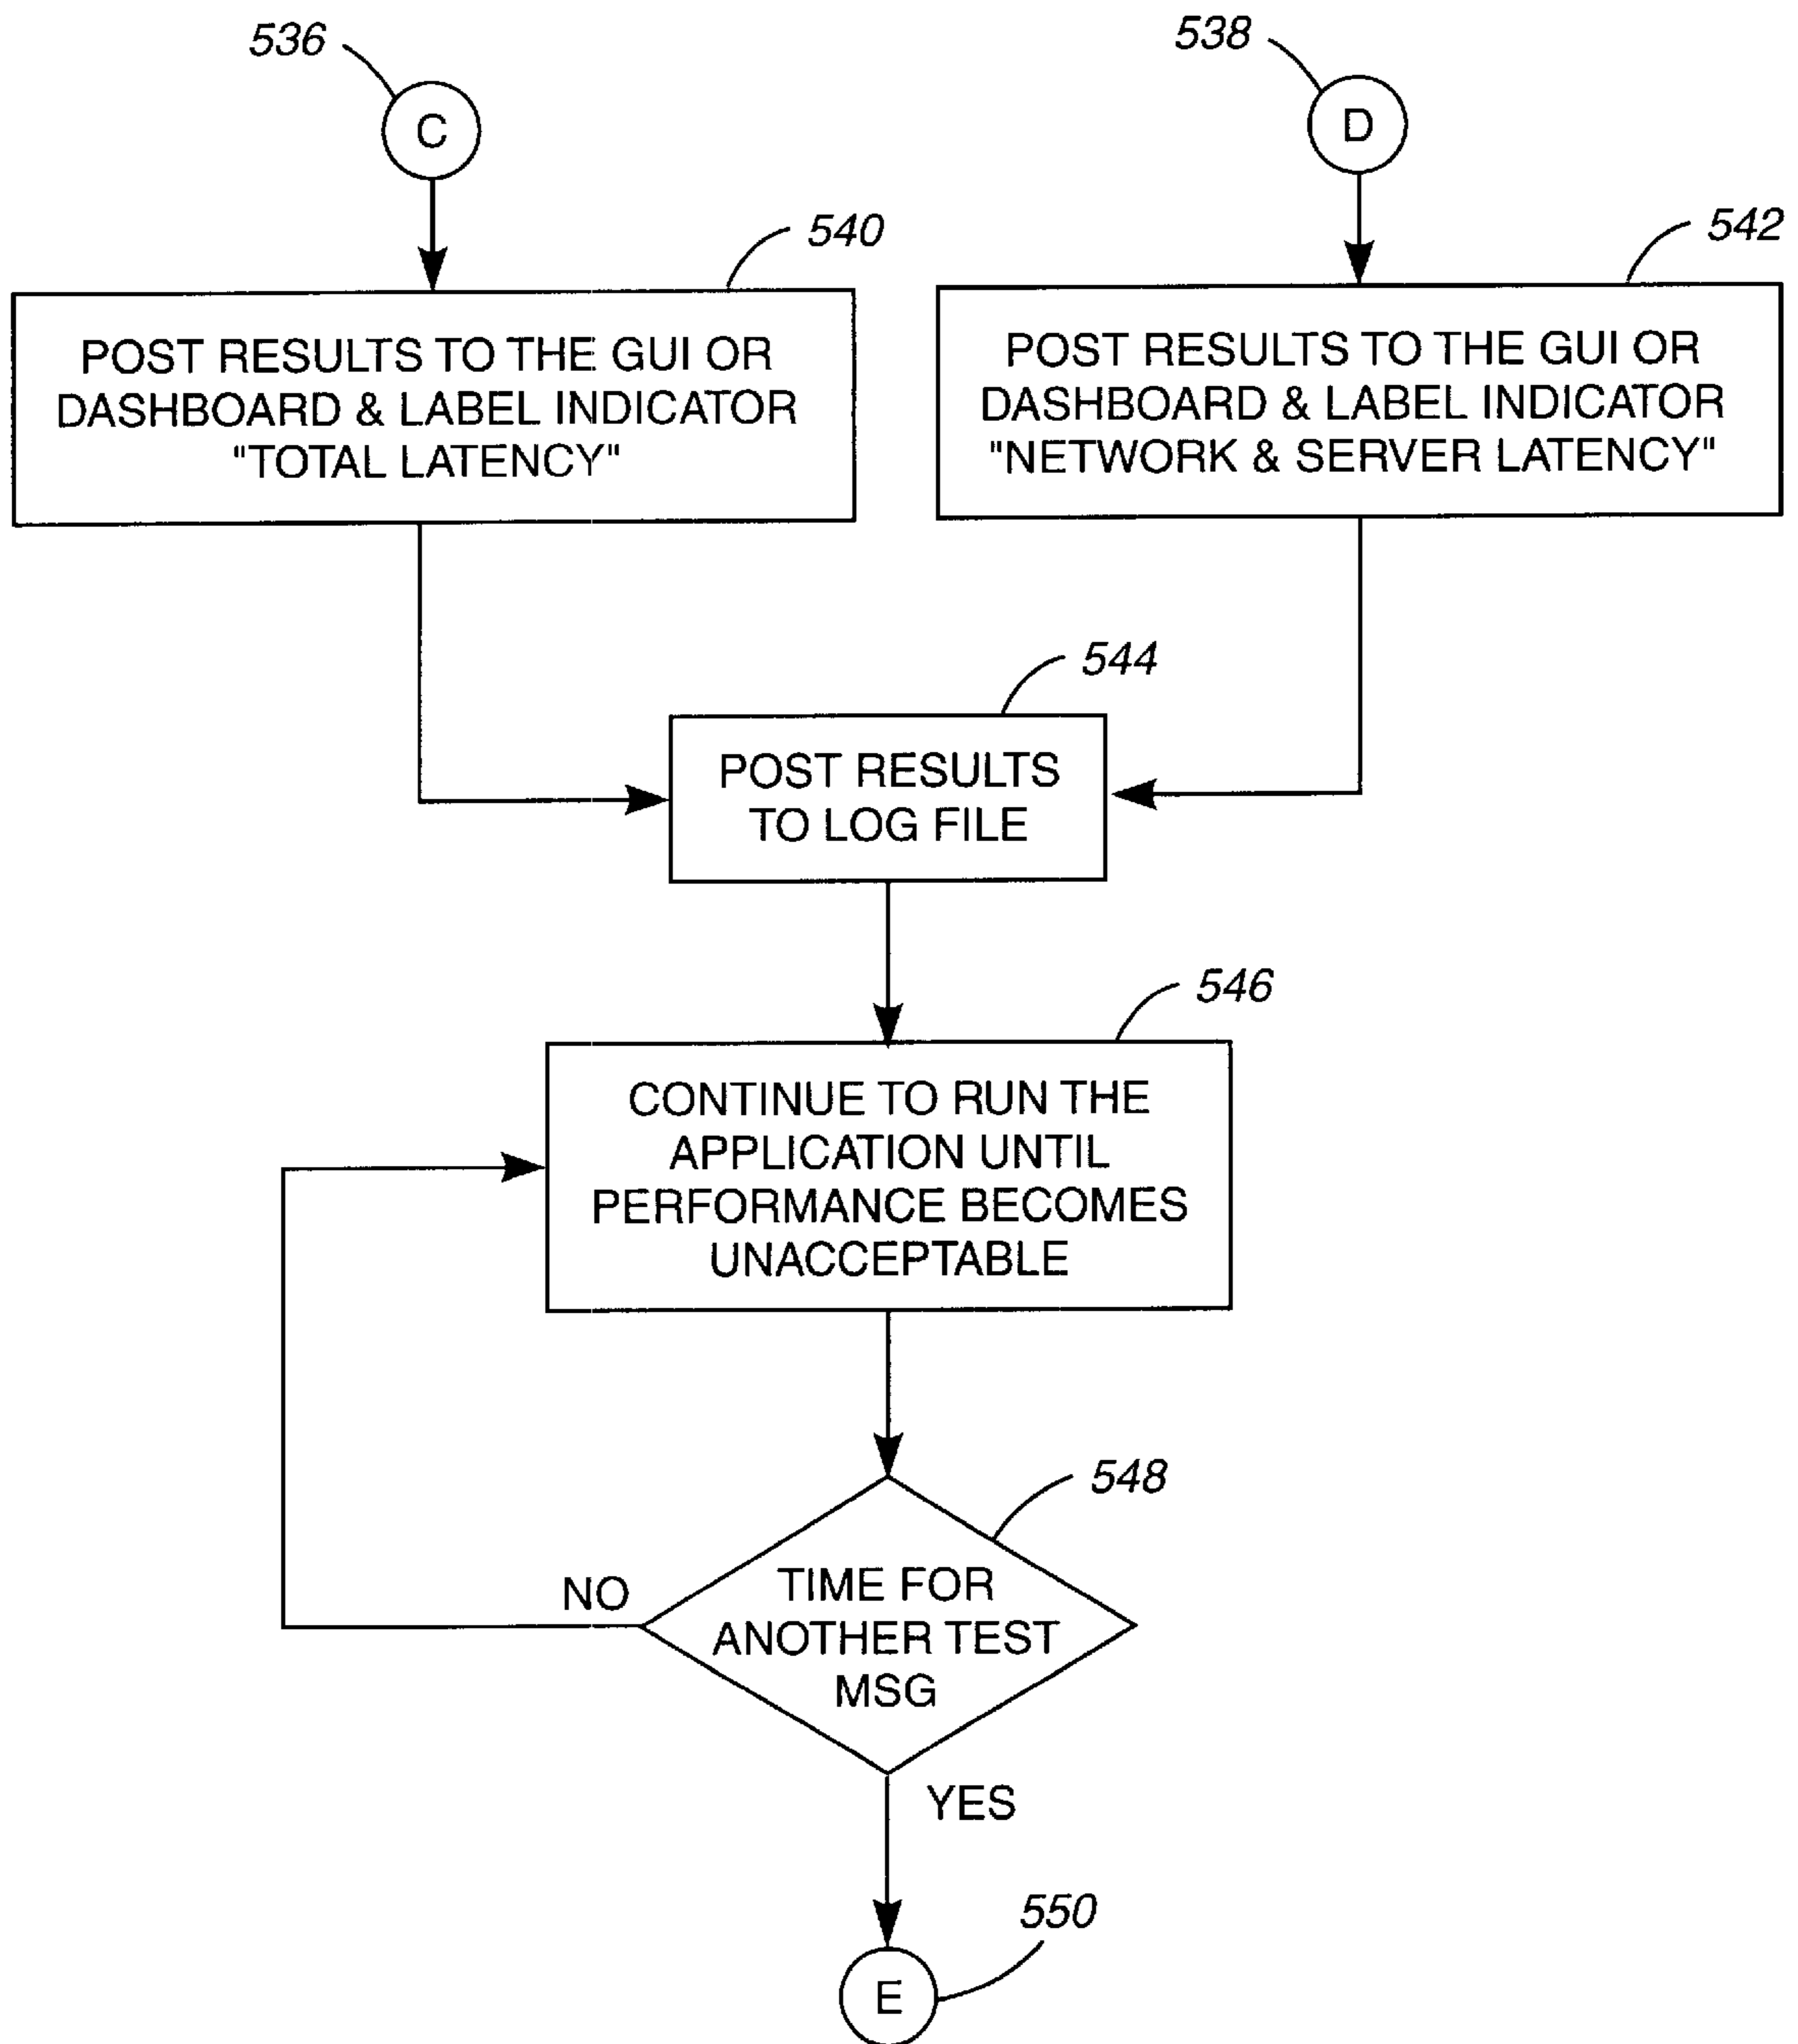 536
538
C
D
540
542
POST RESULTS TO THE GUI OR
DASHBOARD & LABEL INDICATOR
"TOTAL LATENCY"
POST RESULTS TO THE GUI OR
DASHBOARD & LABEL INDICATOR
"NETWORK & SERVER LATENCY"
544
POST RESULTS
TO LOG FILE
546
CONTINUE TO RUN THE
APPLICATION UNTIL
PERFORMANCE BECOMES
UNACCEPTABLE
548
NO
TIME FOR
ANOTHER TEST
MSG
YES
550
E